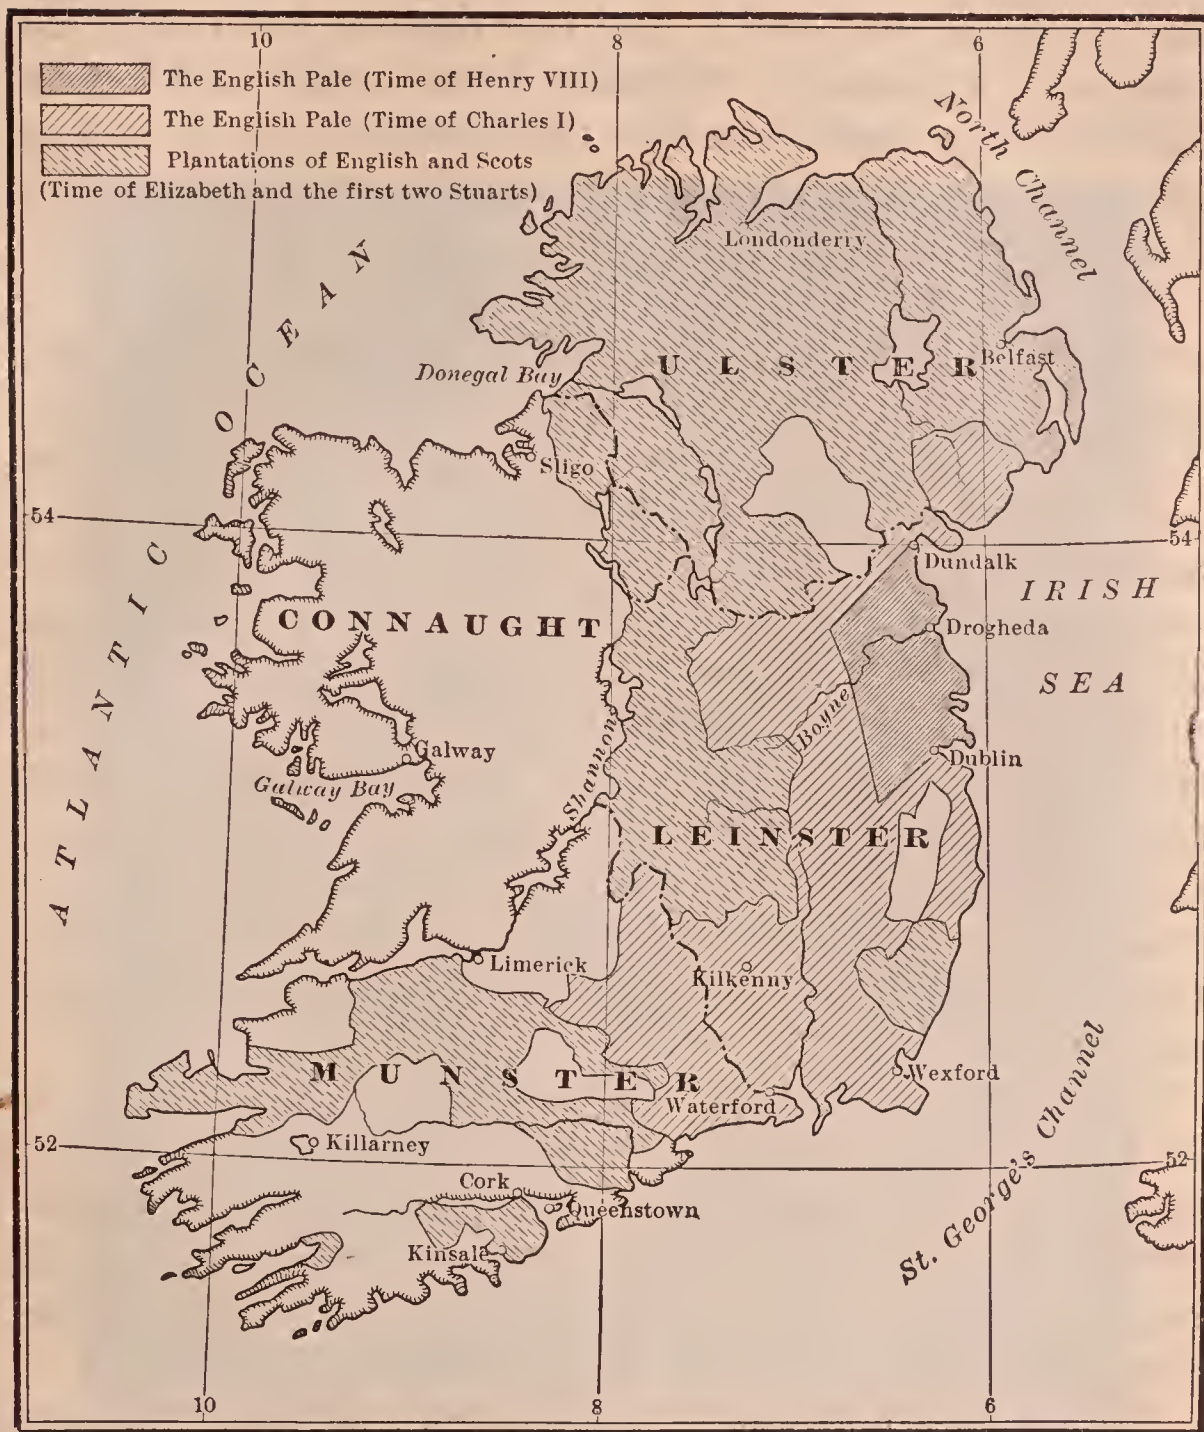 10 8 6
The English Pale (Time of Henry VIII)
The English Pale (Time of Charles I)
Plantations of English and Scots
(Time of Elizabeth and the first two Stuarts)
North Channel
ATLANTIC OCEAN
Londonderry
ULSTER
Belfast
Donegal Bay
Sligo
54 54
Dundalk
IRISH
SEA
CONNAUGHT
Drogheda
Boyne
Galway
Dublin
Galway Bay
Shannon
LEINSTER
Limerick
Kilkenny
MUNSTER
Wexford
Waterford
St. George's Channel
52 52
Killarney
Cork
Queenstown
Kinsale
10 8 6